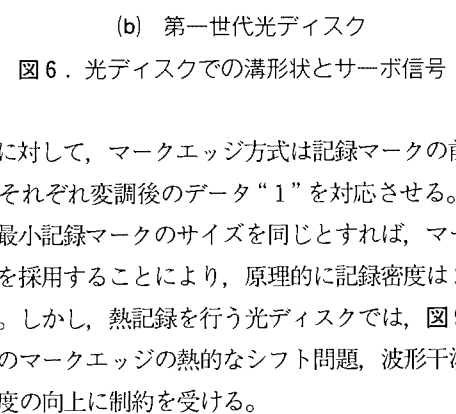 (b) 第一世代光ディスク
図6．光ディスクでの溝形状とサーボ信号
に対して，マークエッジ方式は記録マークの前
それぞれ変調後のデータ“1”を対応させる。
最小記録マークのサイズを同じとすれば，マー
を採用することにより，原理的に記録密度は
。しかし，熱記録を行う光ディスクでは，図
のマークエッジの熱的なシフト問題，波形干渉
度の向上に制約を受ける。